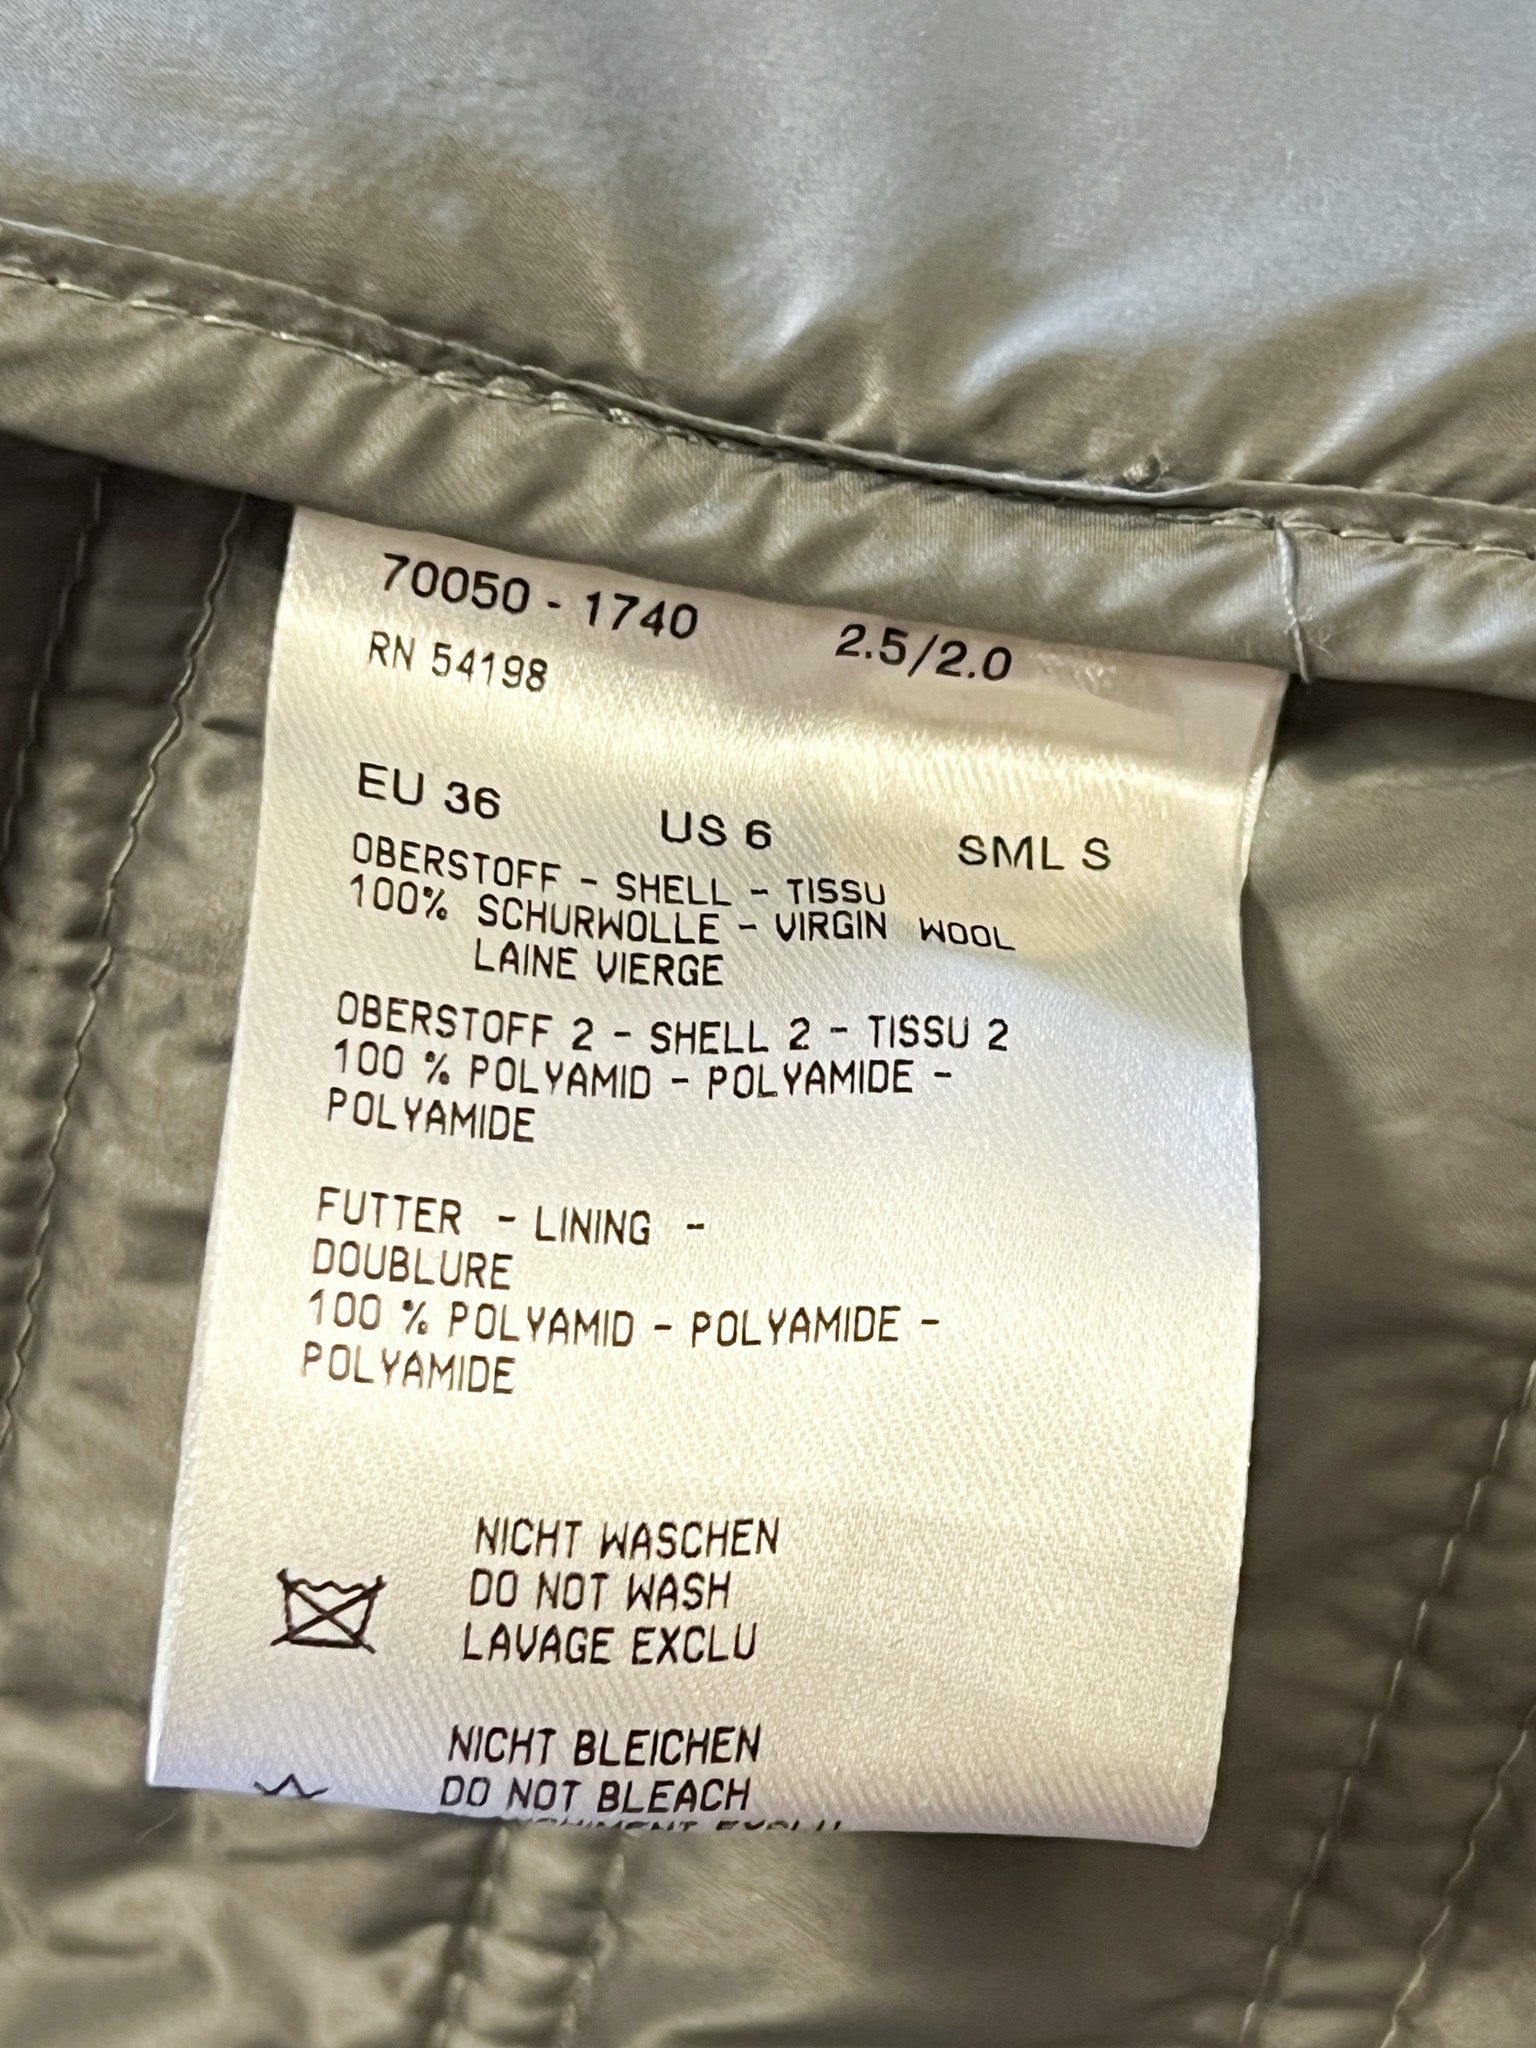 70050 - 1740 2.5/2.0
RN 54198
EU 36 US 6 SML S
OBERSTOFF - SHELL - TISSU
100% SCHURWOLLE - VIRGIN WOOL
LAINE VIERGE
OBERSTOFF 2 - SHELL 2 - TISSU 2
100 % POLYAMID - POLYAMIDE -
POLYAMIDE
FUTTER - LINING -
DOUBLURE
100 % POLYAMID - POLYAMIDE -
POLYAMIDE
NICHT WASCHEN
DO NOT WASH
LAVAGE EXCLU
NICHT BLEICHEN
DO NOT BLEACH